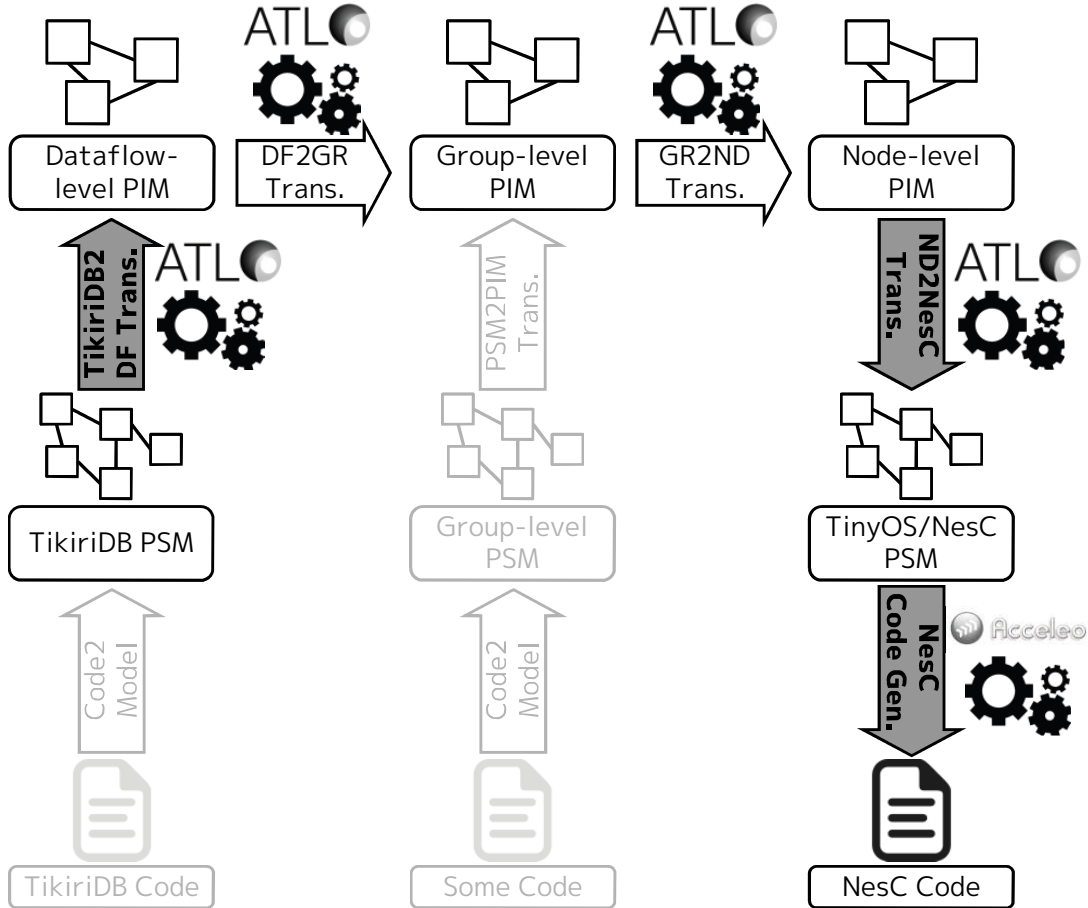 ATL
ATL
Dataflow-
level PIM
DF2GR
Trans.
Group-level
PIM
GR2ND
Trans.
Node-level
PIM
TikiriDB2
DF Trans.
ATL
PSM2PIM
Trans.
ND2NesC
Trans.
ATL
TikiriDB PSM
Group-level
PSM
TinyOS/NesC
PSM
Code2
Model
Code2
Model
NesC
Code Gen.
Acceleo
TikiriDB Code
Some Code
NesC Code